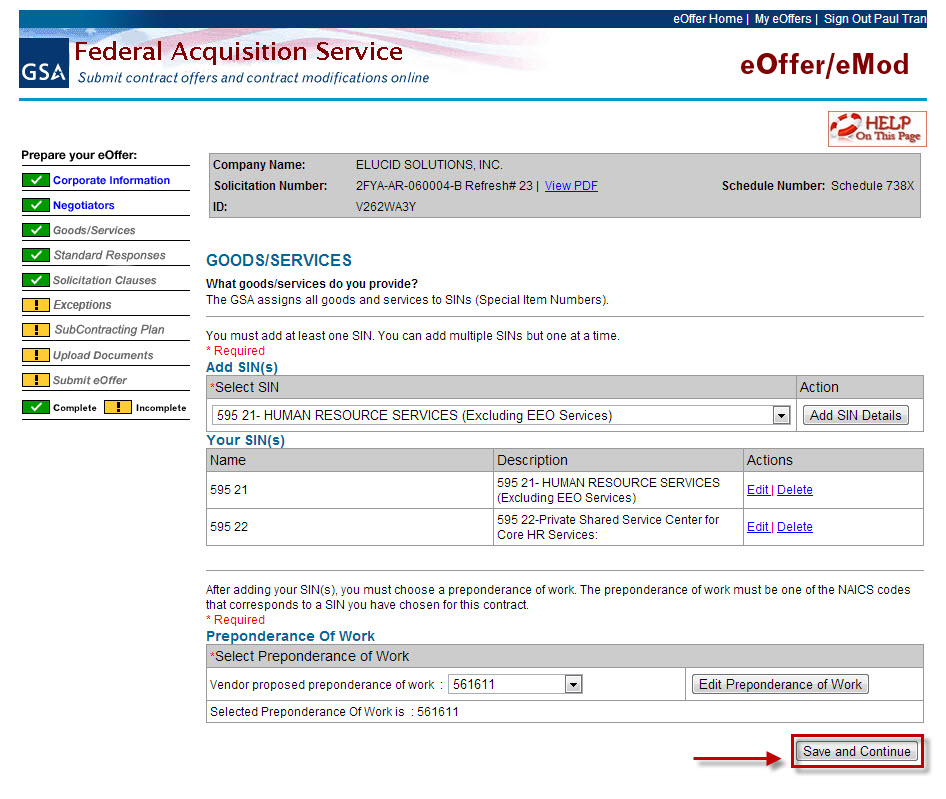 eOffer Home | My eOffers | Sign Out Paul Tran
GSA
Federal Acquisition Service
Submit contract offers and contract modifications online
eOffer/eMod
HELP
On This Page
Prepare your eOffer:
Corporate Information
Negotiators
Goods/Services
Standard Responses
Solicitation Clauses
! Exceptions
! SubContracting Plan
! Upload Documents
! Submit eOffer
Complete ! Incomplete
Company Name: ELUCID SOLUTIONS, INC.
Solicitation Number: 2FYA-AR-060004-B Refresh# 23 | View PDF Schedule Number: Schedule 738X
ID: V262WA3Y
GOODS/SERVICES
What goods/services do you provide?
The GSA assigns all goods and services to SINs (Special Item Numbers).
You must add at least one SIN. You can add multiple SINs but one at a time.
* Required
Add SIN(s)
*Select SIN Action
595 21- HUMAN RESOURCE SERVICES (Excluding EEO Services) Add SIN Details
Your SIN(s)
Name Description Actions
595 21 595 21- HUMAN RESOURCE SERVICES (Excluding EEO Services) Edit | Delete
595 22 595 22-Private Shared Service Center for Core HR Services: Edit | Delete
After adding your SIN(s), you must choose a preponderance of work. The preponderance of work must be one of the NAICS codes
that corresponds to a SIN you have chosen for this contract.
* Required
Preponderance Of Work
*Select Preponderance of Work
Vendor proposed preponderance of work : 561611 Edit Preponderance of Work
Selected Preponderance Of Work is : 561611
Save and Continue